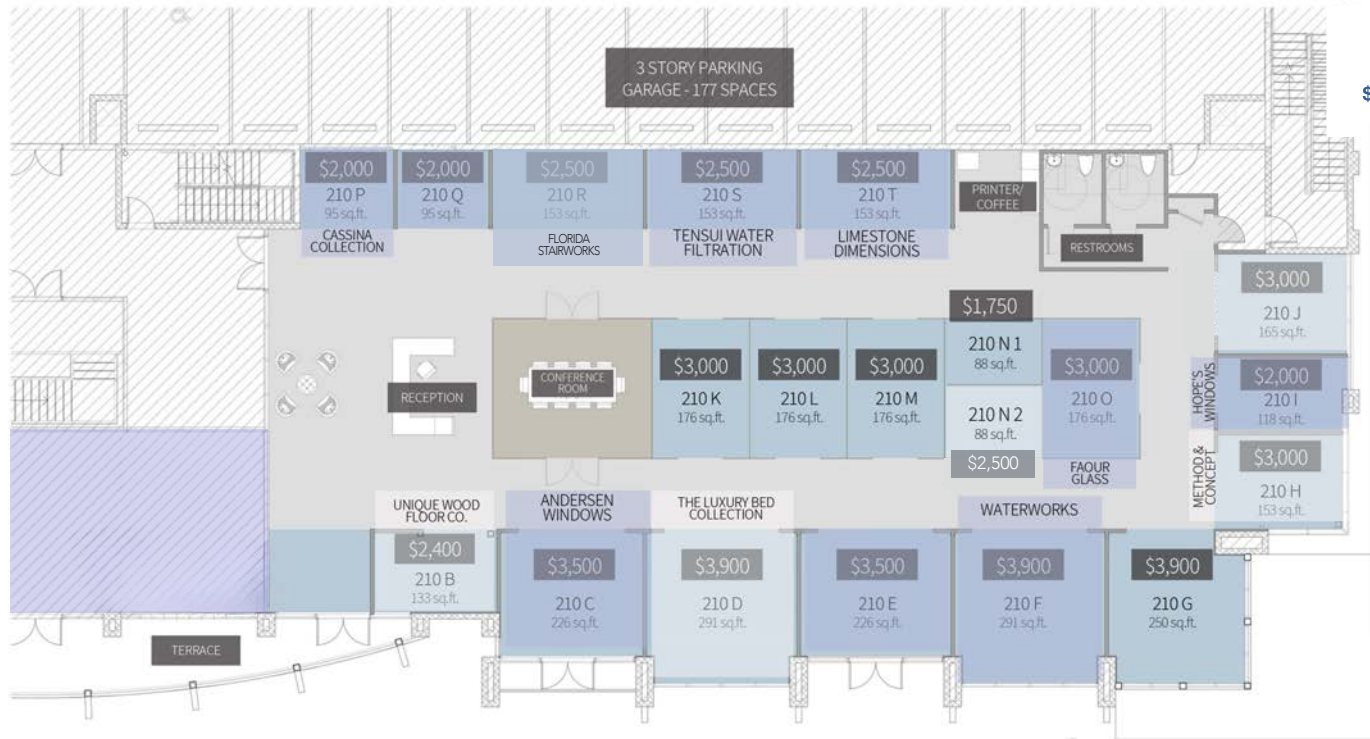 3 STORY PARKING
GARAGE - 177 SPACES
$
$2,000
210 P
95 sq.ft.
CASSINA
COLLECTION
$2,000
210 Q
95 sq.ft.
$2,500
210 R
153 sq.ft.
FLORIDA
STAIRWORKS
$2,500
210 S
153 sq.ft.
TENSUI WATER
FILTRATION
$2,500
210 T
153 sq.ft.
LIMESTONE
DIMENSIONS
PRINTER/
COFFEE
RESTROOMS
$3,000
210 J
165 sq.ft.
RECEPTION
CONFERENCE
ROOM
$3,000
210 K
176 sq.ft.
$3,000
210 L
176 sq.ft.
$3,000
210 M
176 sq.ft.
$1,750
210 N 1
88 sq.ft.
210 N 2
88 sq.ft.
$2,500
$3,000
210 O
176 sq.ft.
FAOUR
GLASS
HOPE'S
WINDOWS
$2,000
210 I
118 sq.ft.
METHOD &
CONCEPT
$3,000
210 H
153 sq.ft.
UNIQUE WOOD
FLOOR CO.
$2,400
210 B
133 sq.ft.
ANDERSEN
WINDOWS
$3,500
210 C
226 sq.ft.
THE LUXURY BED
COLLECTION
$3,900
210 D
291 sq.ft.
$3,500
210 E
226 sq.ft.
WATERWORKS
$3,900
210 F
291 sq.ft.
$3,900
210 G
250 sq.ft.
TERRACE